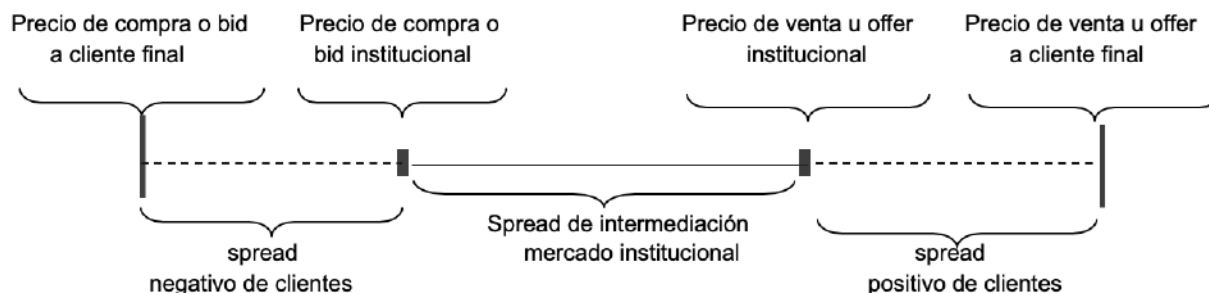 Precio de compra o bid
a cliente final
Precio de compra o
bid institucional
Precio de venta u offer
institucional
Precio de venta u offer
a cliente final
spread
negativo de clientes
Spread de intermediación
mercado institucional
spread
positivo de clientes